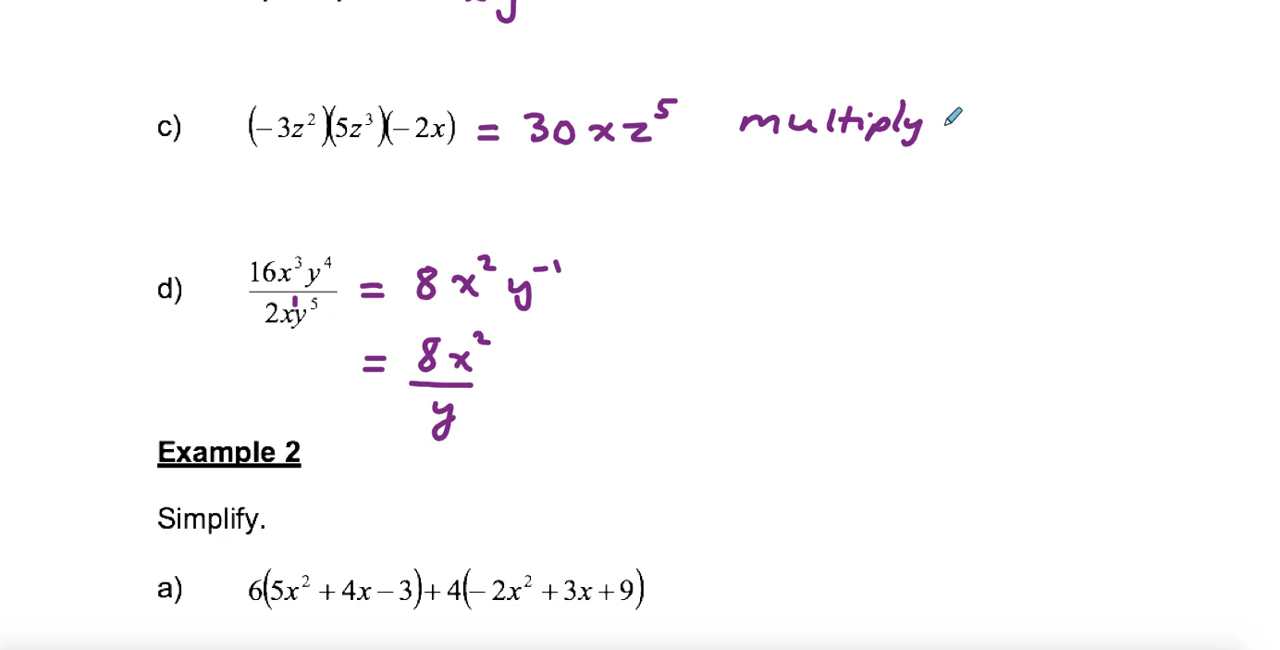 c) (−3z²)(5z³)(−2x) = 30xz⁵ multiply
d) 16x³y⁴ / 2x¹y⁵ = 8x²y⁻¹
= 8x² / y
Example 2
Simplify.
a) 6(5x² + 4x − 3) + 4(−2x² + 3x + 9)